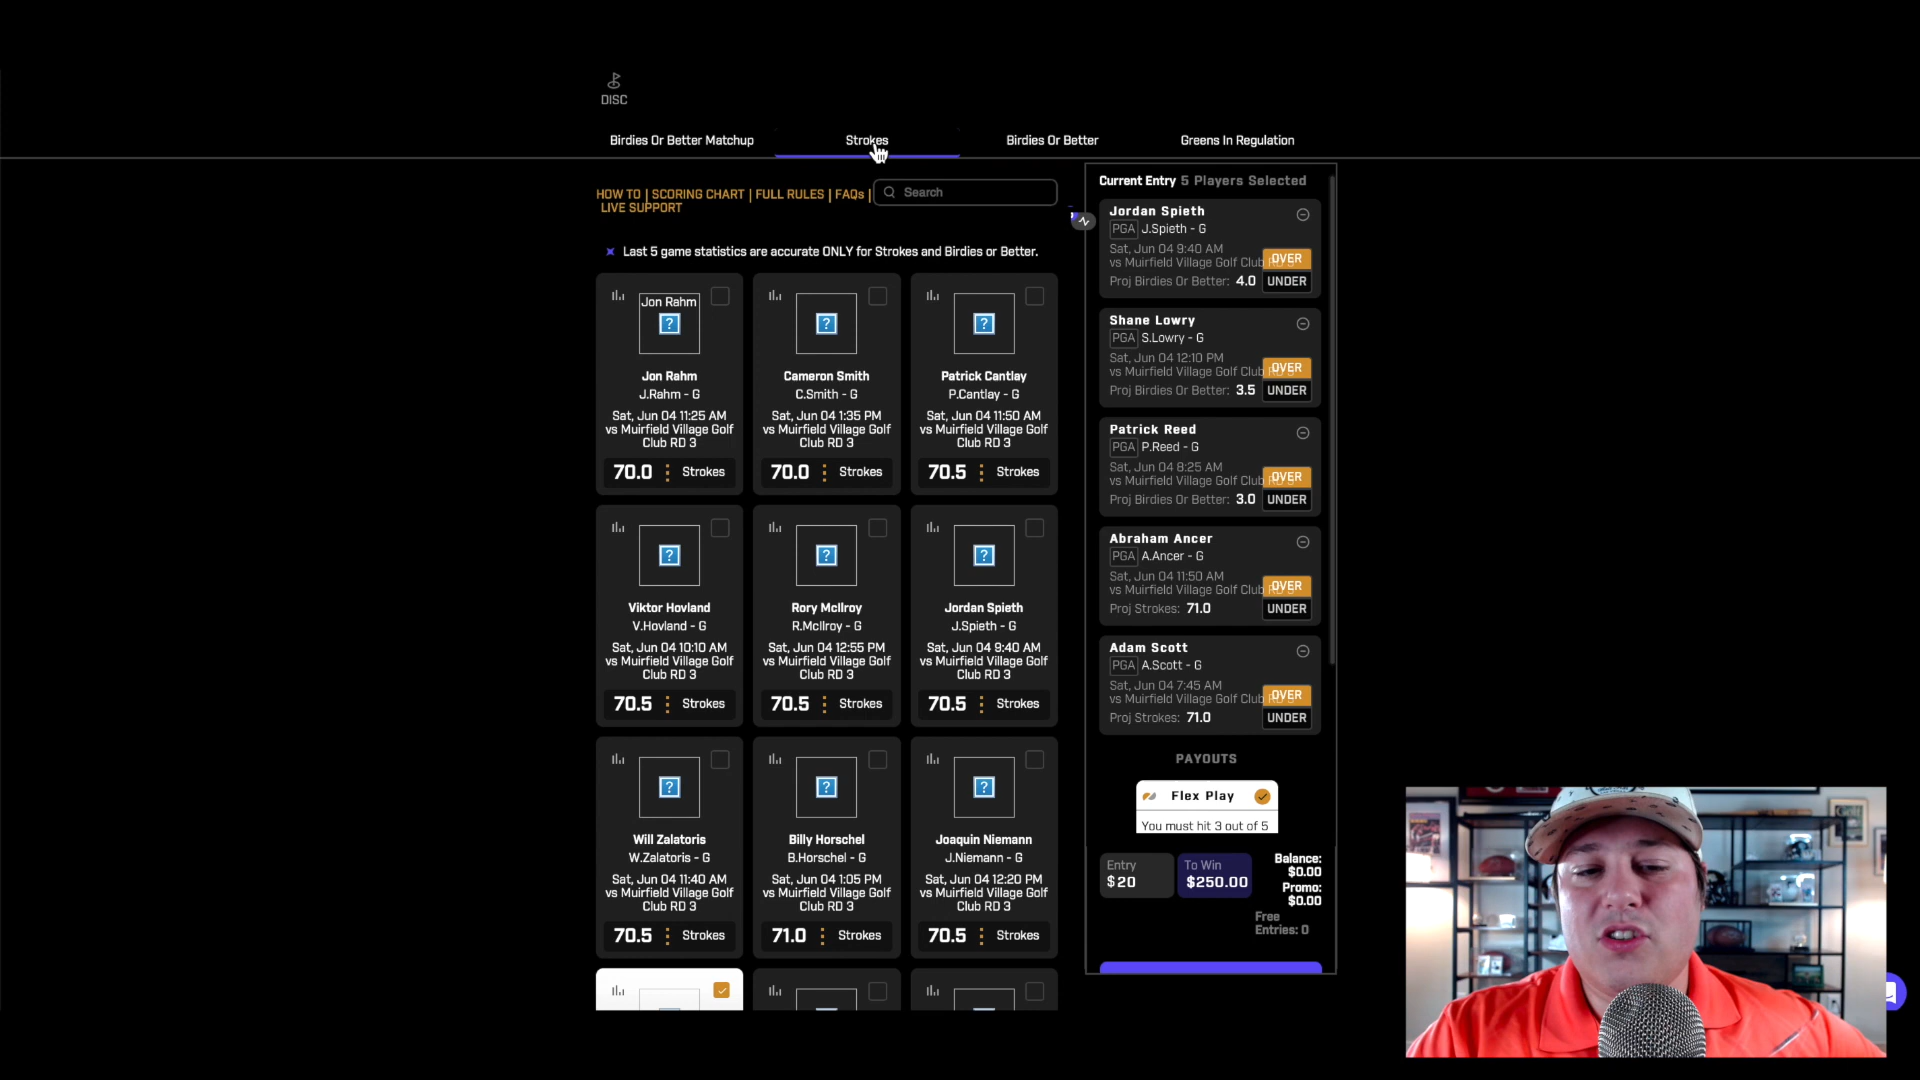 DISC
Birdies Or Better Matchup
Strokes
Birdies Or Better
Greens In Regulation
HOW TO | SCORING CHART | FULL RULES | FAQs |
LIVE SUPPORT
Search
Last 5 game statistics are accurate ONLY for Strokes and Birdies or Better.
Jon Rahm
Jon Rahm
J.Rahm - G
Sat, Jun 04 11:25 AM
vs Muirfield Village Golf
Club RD 3
70.0 Strokes
Cameron Smith
C.Smith - G
Sat, Jun 04 1:35 PM
vs Muirfield Village Golf
Club RD 3
70.0 Strokes
Patrick Cantlay
P.Cantlay - G
Sat, Jun 04 11:50 AM
vs Muirfield Village Golf
Club RD 3
70.5 Strokes
Viktor Hovland
V.Hovland - G
Sat, Jun 04 10:10 AM
vs Muirfield Village Golf
Club RD 3
70.5 Strokes
Rory McIlroy
R.McIlroy - G
Sat, Jun 04 12:55 PM
vs Muirfield Village Golf
Club RD 3
70.5 Strokes
Jordan Spieth
J.Spieth - G
Sat, Jun 04 9:40 AM
vs Muirfield Village Golf
Club RD 3
70.5 Strokes
Will Zalatoris
W.Zalatoris - G
Sat, Jun 04 11:40 AM
vs Muirfield Village Golf
Club RD 3
70.5 Strokes
Billy Horschel
B.Horschel - G
Sat, Jun 04 1:05 PM
vs Muirfield Village Golf
Club RD 3
71.0 Strokes
Joaquin Niemann
J.Niemann - G
Sat, Jun 04 12:20 PM
vs Muirfield Village Golf
Club RD 3
70.5 Strokes
Current Entry 5 Players Selected
Jordan Spieth
PGA J.Spieth - G
Sat, Jun 04 9:40 AM
vs Muirfield Village Golf Club
OVER
Proj Birdies Or Better: 4.0
UNDER
Shane Lowry
PGA S.Lowry - G
Sat, Jun 04 12:10 PM
vs Muirfield Village Golf Club
OVER
Proj Birdies Or Better: 3.5
UNDER
Patrick Reed
PGA P.Reed - G
Sat, Jun 04 8:25 AM
vs Muirfield Village Golf Club
OVER
Proj Birdies Or Better: 3.0
UNDER
Abraham Ancer
PGA A.Ancer - G
Sat, Jun 04 11:50 AM
vs Muirfield Village Golf Club
OVER
Proj Strokes: 71.0
UNDER
Adam Scott
PGA A.Scott - G
Sat, Jun 04 7:45 AM
vs Muirfield Village Golf Club
OVER
Proj Strokes: 71.0
UNDER
PAYOUTS
Flex Play
You must hit 3 out of 5
Entry
$20
To Win
$250.00
Balance:
$0.00
Promo:
$0.00
Free
Entries: 0